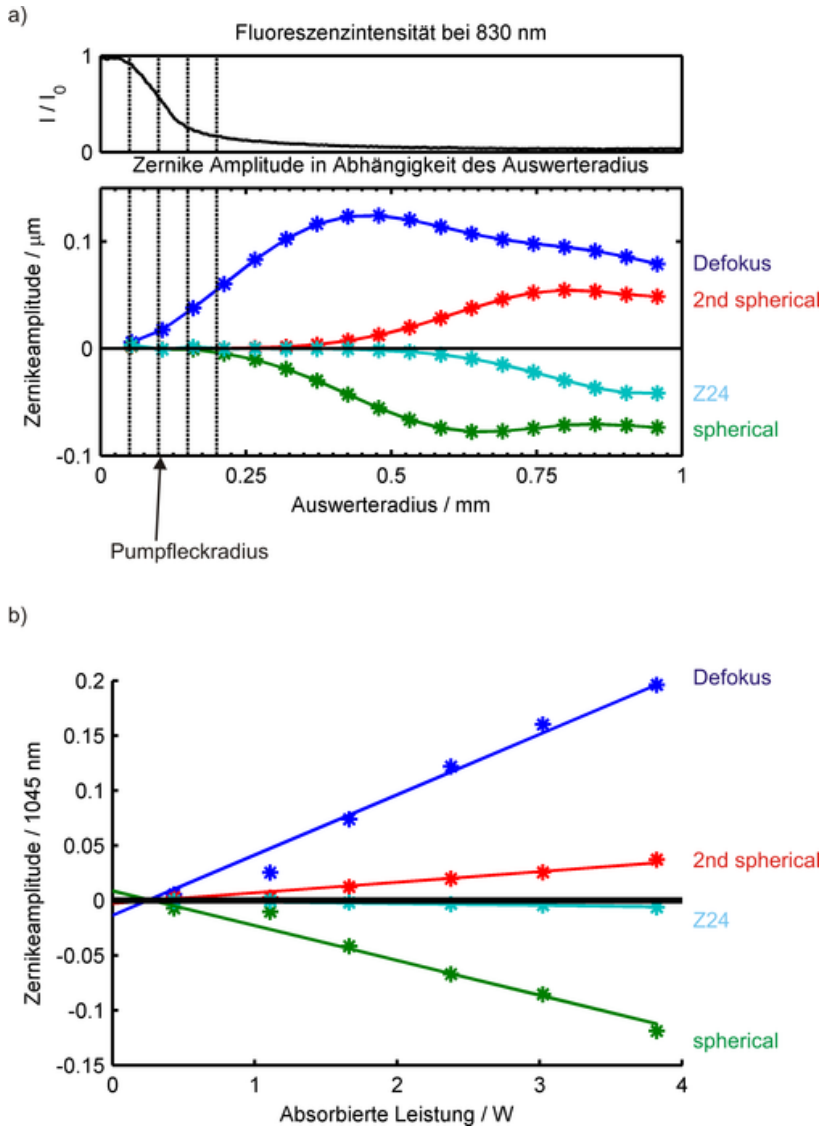 a)
Fluoreszenzintensität bei 830 nm
1
I / I0
0
Zernike Amplitude in Abhängigkeit des Auswerteradius
0.1
Zernikeamplitude / μm
0
-0.1
Defokus
2nd spherical
Z24
spherical
0 0.25 0.5 0.75 1
Auswerteradius / mm
Pumpfleckradius
b)
0.2
0.15
0.1
0.05
0
-0.05
-0.1
-0.15
Zernikeamplitude / 1045 nm
Defokus
2nd spherical
Z24
spherical
0 1 2 3 4
Absorbierte Leistung / W